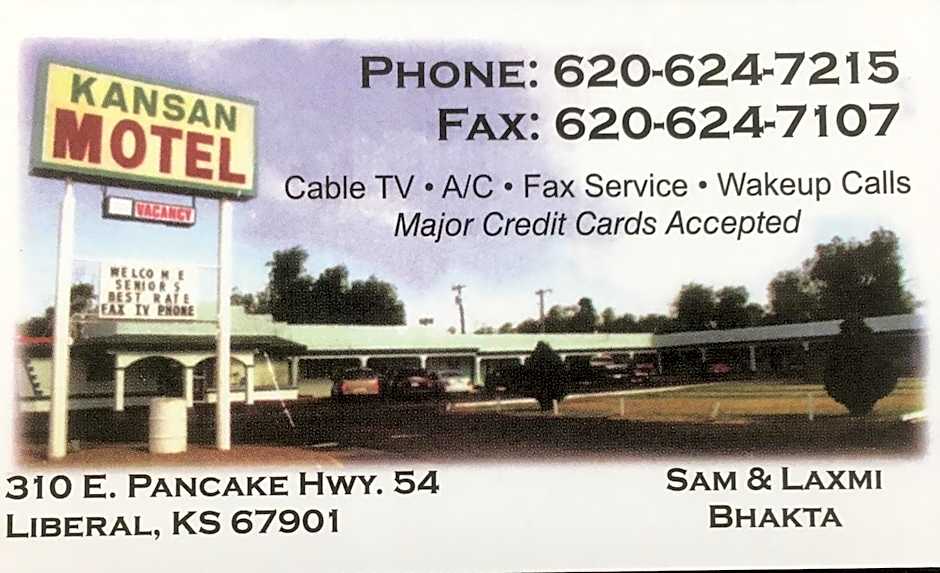 KANSAN
MOTEL
VACANCY
WELCOME
SENIORS
BEST RATE
FAX TV PHONE
PHONE: 620-624-7215
FAX: 620-624-7107
Cable TV • A/C • Fax Service • Wakeup Calls
Major Credit Cards Accepted
310 E. PANCAKE HWY. 54
LIBERAL, KS 67901
SAM & LAXMI
BHAKTA